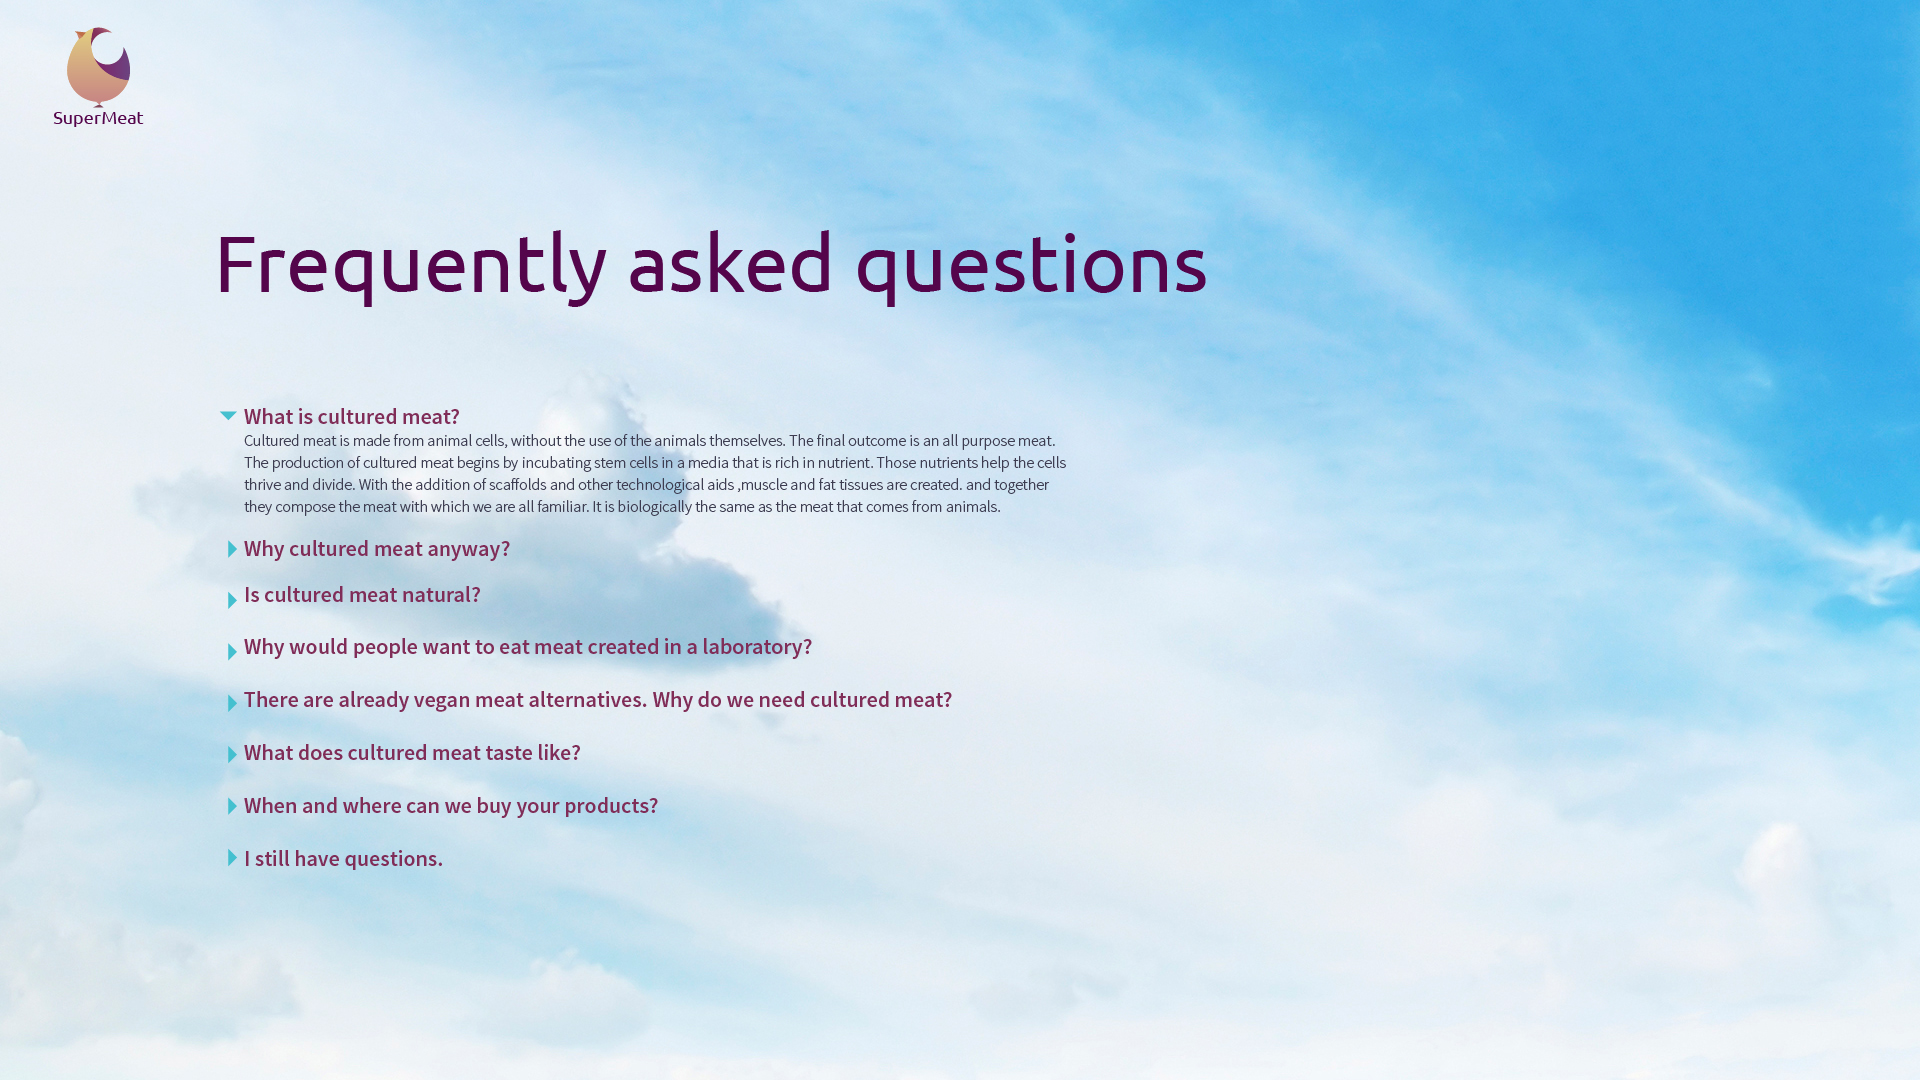 SuperMeat
Frequently asked questions
What is cultured meat?
Cultured meat is made from animal cells, without the use of the animals themselves. The final outcome is an all purpose meat.
The production of cultured meat begins by incubating stem cells in a media that is rich in nutrient. Those nutrients help the cells
thrive and divide. With the addition of scaffolds and other technological aids ,muscle and fat tissues are created. and together
they compose the meat with which we are all familiar. It is biologically the same as the meat that comes from animals.
Why cultured meat anyway?
Is cultured meat natural?
Why would people want to eat meat created in a laboratory?
There are already vegan meat alternatives. Why do we need cultured meat?
What does cultured meat taste like?
When and where can we buy your products?
I still have questions.